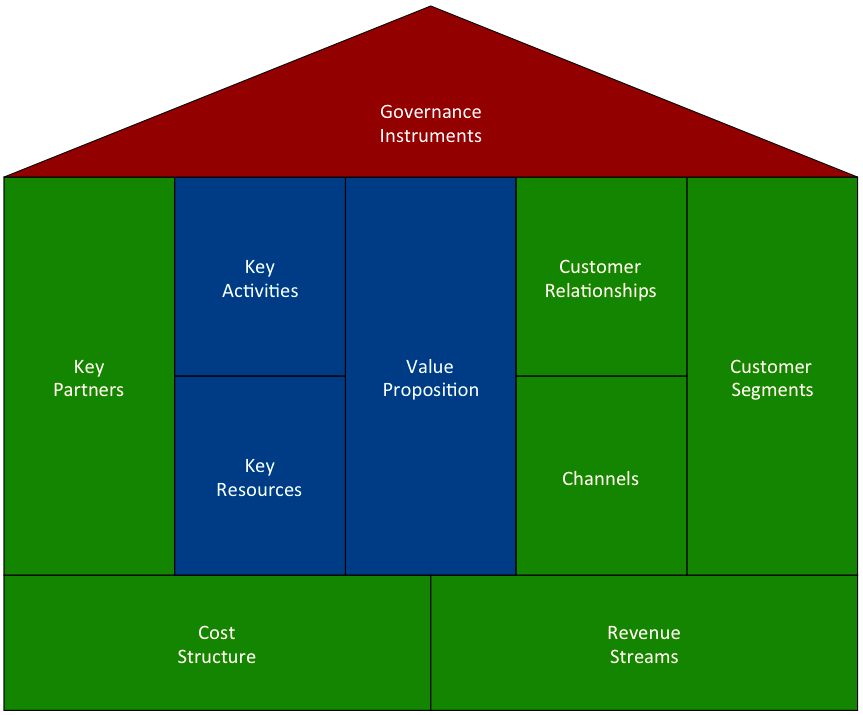 Governance
Instruments
Key
Partners
Key
Activities
Key
Resources
Value
Proposition
Customer
Relationships
Channels
Customer
Segments
Cost
Structure
Revenue
Streams